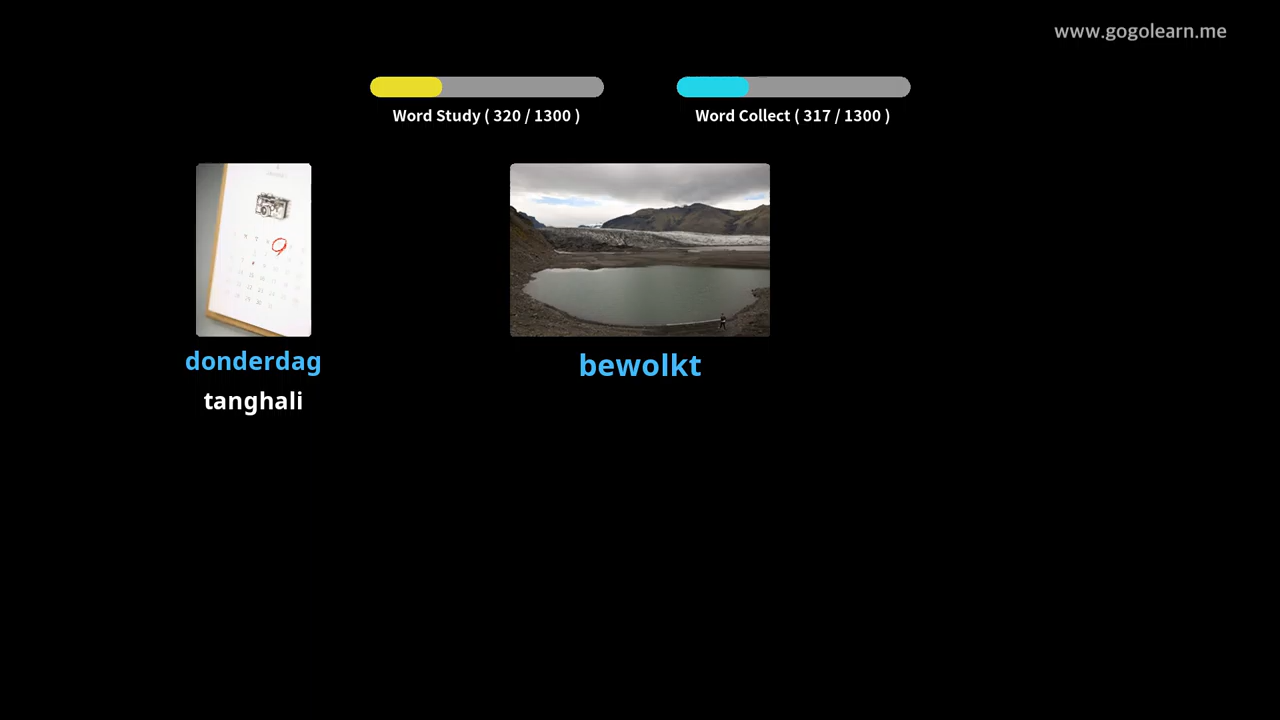 www.gogolearn.me
Word Study ( 320 / 1300 )
Word Collect ( 317 / 1300 )
donderdag
tanghali
bewolkt